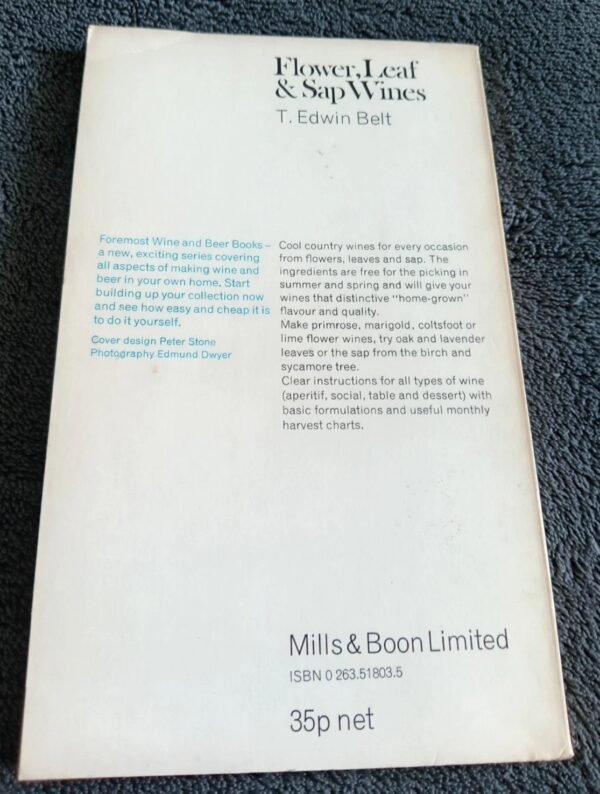 Flower, Leaf
& Sap Wines
T. Edwin Belt
Foremost Wine and Beer Books –
a new, exciting series covering
all aspects of making wine and
beer in your own home. Start
building up your collection now
and see how easy and cheap it is
to do it yourself.
Cover design Peter Stone
Photography Edmund Dwyer
Cool country wines for every occasion
from flowers, leaves and sap. The
ingredients are free for the picking in
summer and spring and will give your
wines that distinctive "home-grown"
flavour and quality.
Make primrose, marigold, coltsfoot or
lime flower wines, try oak and lavender
leaves or the sap from the birch and
sycamore tree.
Clear instructions for all types of wine
(aperitif, social, table and dessert) with
basic formulations and useful monthly
harvest charts.
Mills & Boon Limited
ISBN 0 263.51803.5
35p net